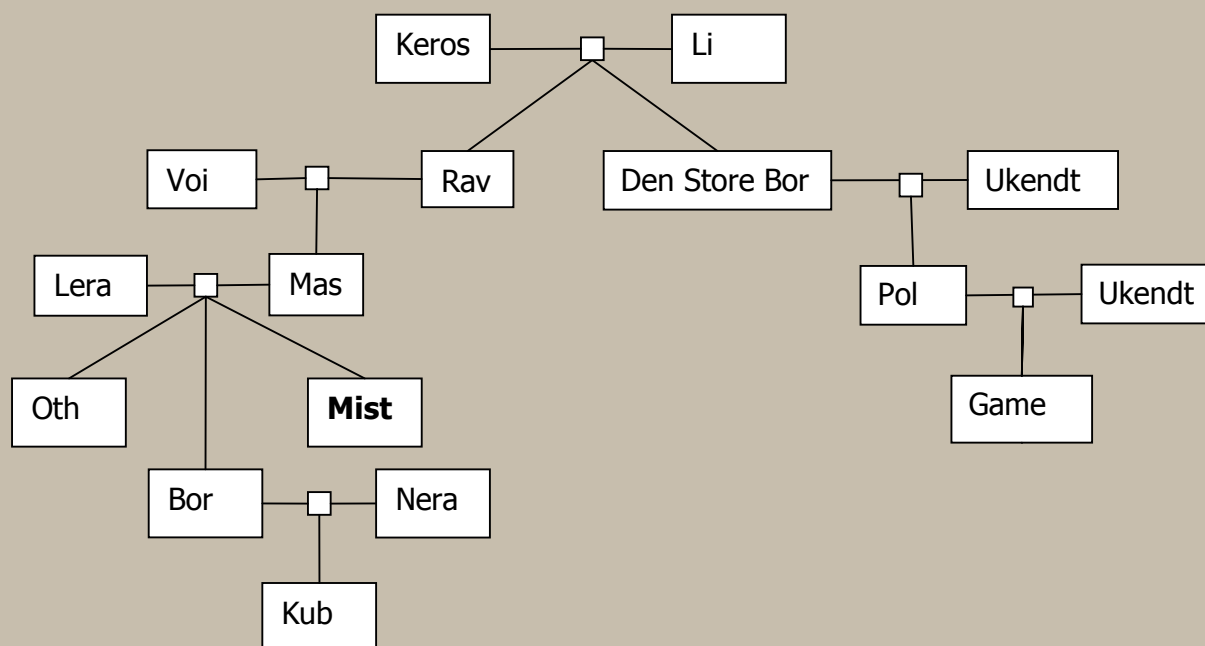 Keros
Li
Voi
Rav
Den Store Bor
Ukendt
Lera
Mas
Pol
Ukendt
Oth
Mist
Game
Bor
Nera
Kub